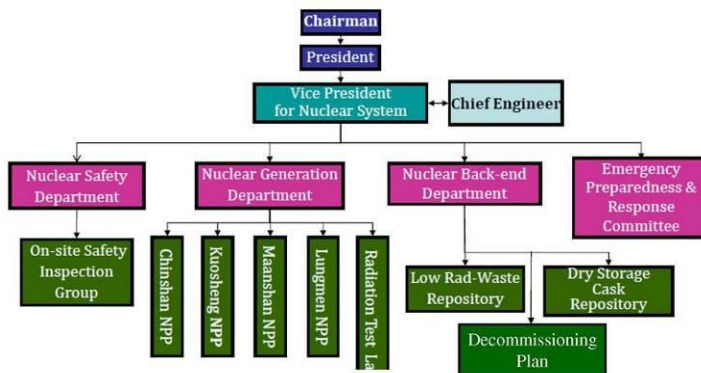 Chairman
President
Vice President
for Nuclear System
Chief Engineer
Nuclear Safety
Department
Nuclear Generation
Department
Nuclear Back-end
Department
Emergency
Preparedness &
Response
Committee
On-site Safety
Inspection
Group
Chinshan NPP
Kuosheng NPP
Maanshan NPP
Lungmen NPP
Radiation Test La
Low Rad-Waste
Repository
Dry Storage
Cask
Repository
Decommissioning
Plan